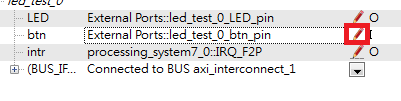 led_test_0
LED External Ports::led_test_0_LED_pin O
btn External Ports::led_test_0_btn_pin I
intr processing_system7_0::IRQ_F2P O
(BUS_IF... Connected to BUS axi_interconnect_1